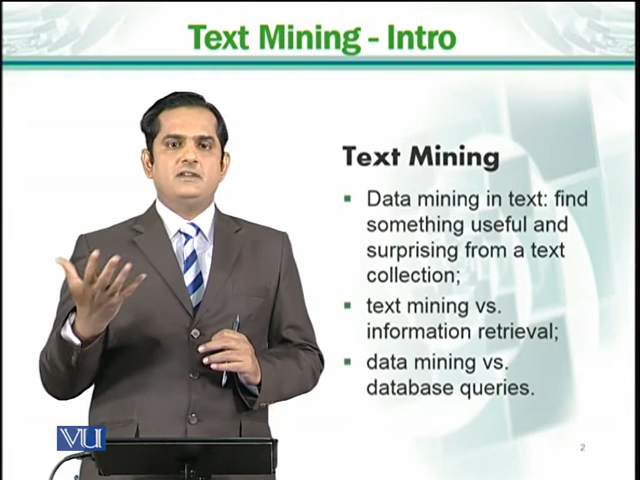 Text Mining - Intro
Text Mining
Data mining in text: find
something useful and
surprising from a text
collection;
text mining vs.
information retrieval;
data mining vs.
database queries.
VU
2